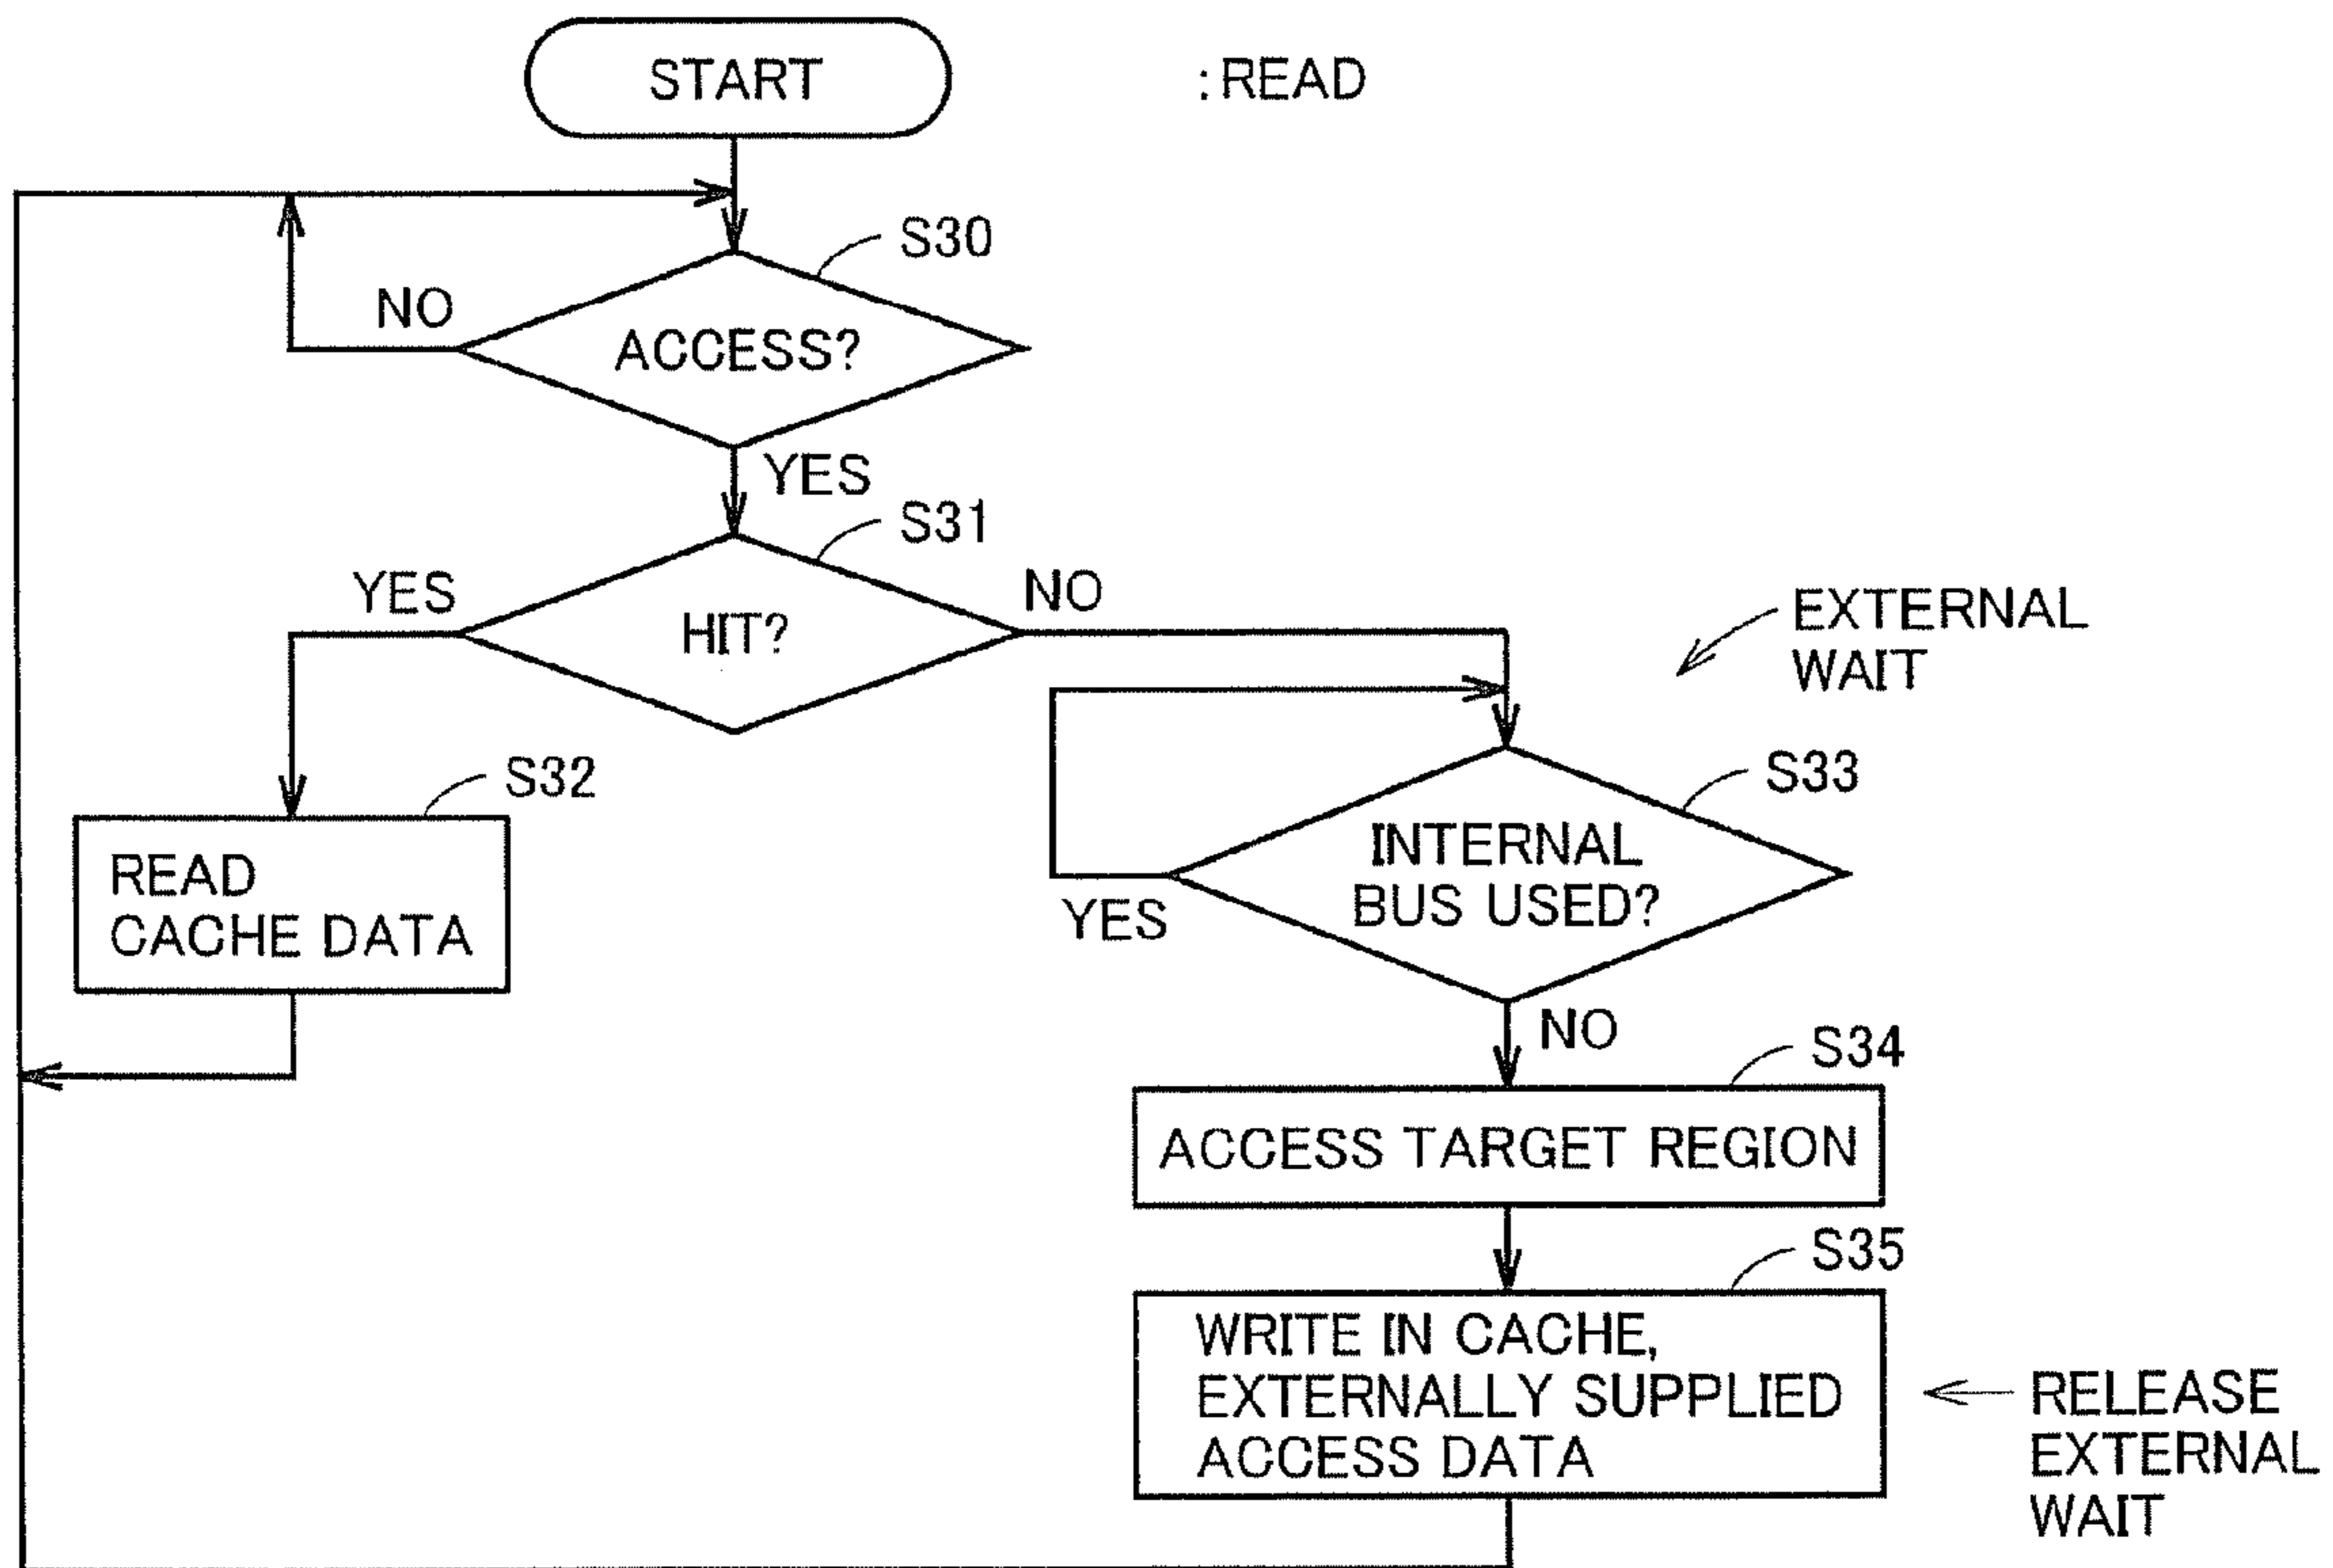 START
:READ
S30
NO
ACCESS?
YES
S31
YES
NO
HIT?
EXTERNAL
WAIT
S32
S33
READ
CACHE DATA
INTERNAL
BUS USED?
YES
NO
S34
ACCESS TARGET REGION
S35
WRITE IN CACHE,
EXTERNALLY SUPPLIED
ACCESS DATA
RELEASE
EXTERNAL
WAIT